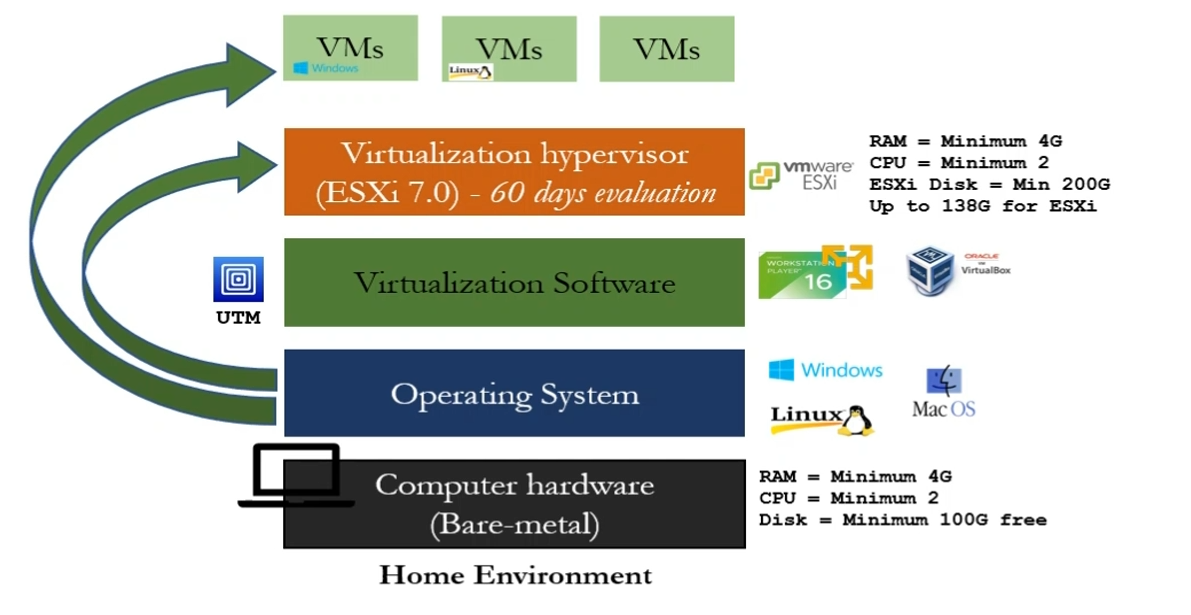 VMs
Windows
VMs
Linux
VMs
Virtualization hypervisor
(ESXi 7.0) - 60 days evaluation
vmware®
ESXi
RAM = Minimum 4G
CPU = Minimum 2
ESXi Disk = Min 200G
Up to 138G for ESXi
UTM
Virtualization Software
WORKSTATION
PLAYER
16
ORACLE
VirtualBox
Operating System
Windows
Mac OS
Linux
Computer hardware
(Bare-metal)
RAM = Minimum 4G
CPU = Minimum 2
Disk = Minimum 100G free
Home Environment